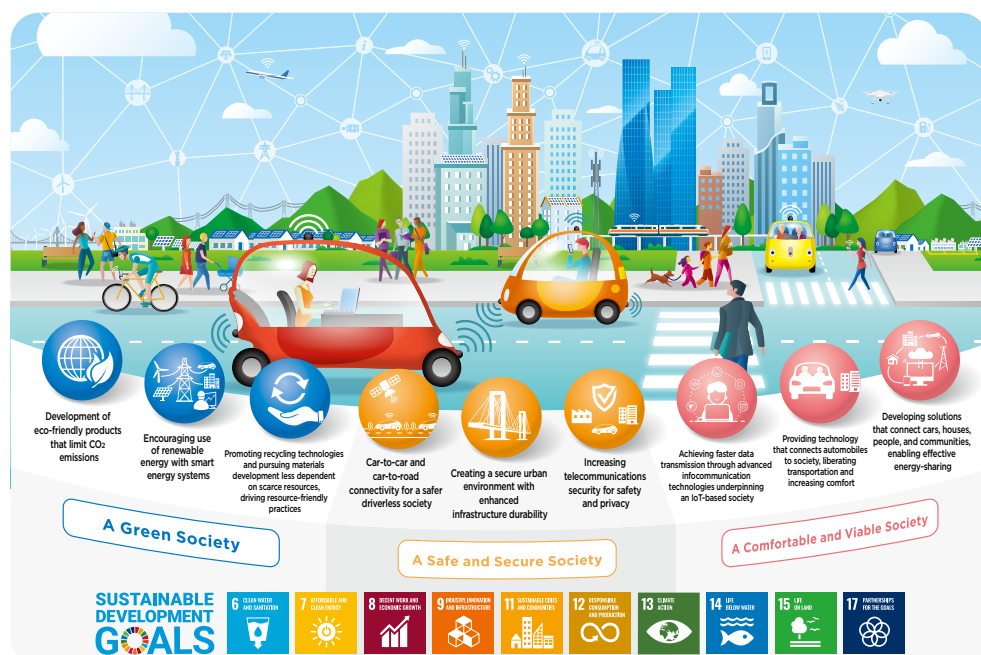 Development of
eco-friendly products
that limit CO2
emissions
Encouraging use
of renewable
energy with smart
energy systems
Promoting recycling technologies
and pursuing materials
development less dependent
on scarce resources,
driving resource-friendly
practices
Car-to-car and
car-to-road
connectivity for a safer
driverless society
Creating a secure urban
environment with
enhanced
infrastructure durability
Increasing
telecommunications
security for safety
and privacy
Achieving faster data
transmission through advanced
infocommunication
technologies underpinning
an IoT-based society
Providing technology
that connects automobiles
to society, liberating
transportation and
increasing comfort
Developing solutions
that connect cars, houses,
people, and communities,
enabling effective
energy-sharing
A Green Society
A Safe and Secure Society
A Comfortable and Viable Society
SUSTAINABLE
DEVELOPMENT
GOALS
6 CLEAN WATER
AND SANITATION
7 AFFORDABLE AND
CLEAN ENERGY
8 DECENT WORK AND
ECONOMIC GROWTH
9 INDUSTRY, INNOVATION
AND INFRASTRUCTURE
11 SUSTAINABLE CITIES
AND COMMUNITIES
12 RESPONSIBLE
CONSUMPTION
AND PRODUCTION
13 CLIMATE
ACTION
14 LIFE
BELOW WATER
15 LIFE
ON LAND
17 PARTNERSHIPS
FOR THE GOALS